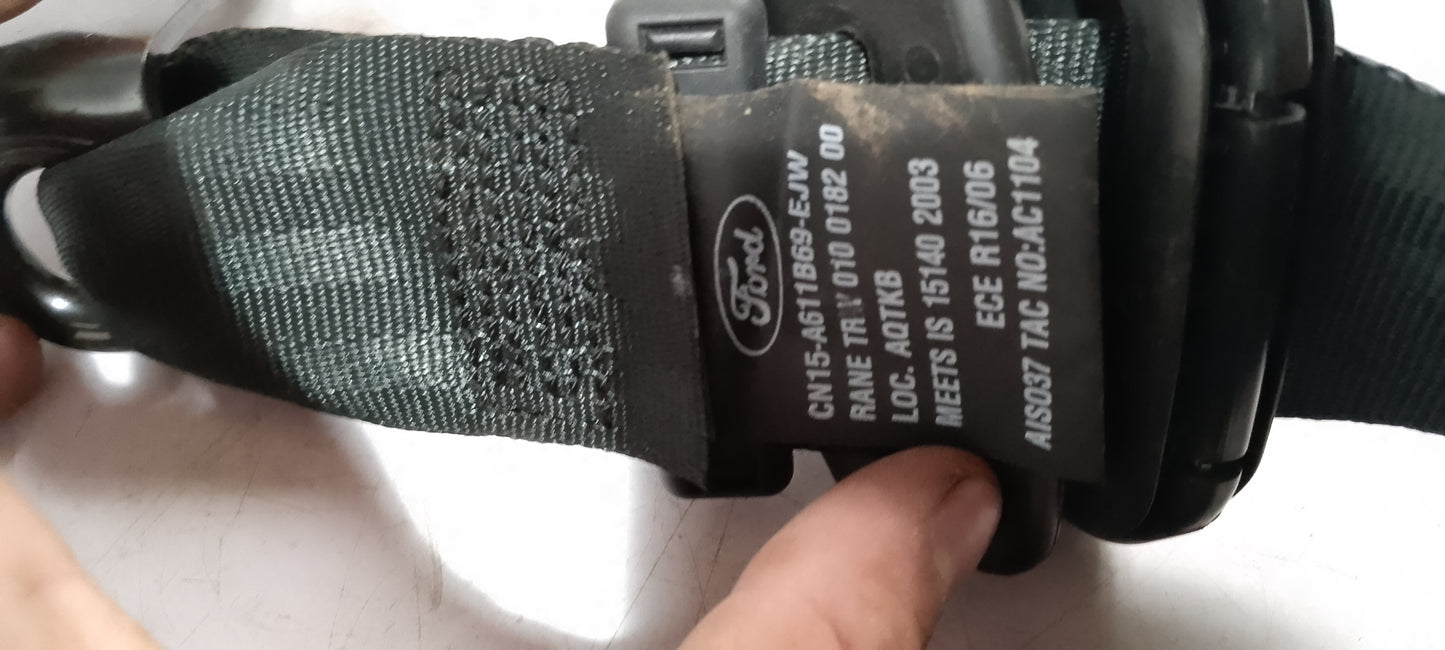 Ford
CN15-A611B69-EJW
RANE TRW 010 0182 00
LOC. AQTKB
MEETS IS 15140 2003
ECE R16/06
AIS037 TAC NO:AC1104